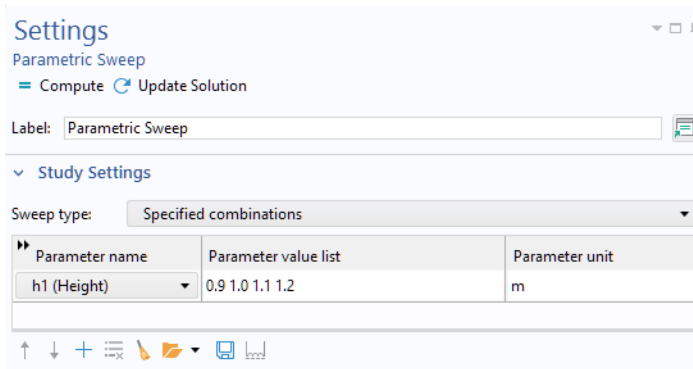 Settings
Parametric Sweep
= Compute Update Solution
Label: Parametric Sweep
Study Settings
Sweep type: Specified combinations
Parameter name Parameter value list Parameter unit
h1 (Height) 0.9 1.0 1.1 1.2 m